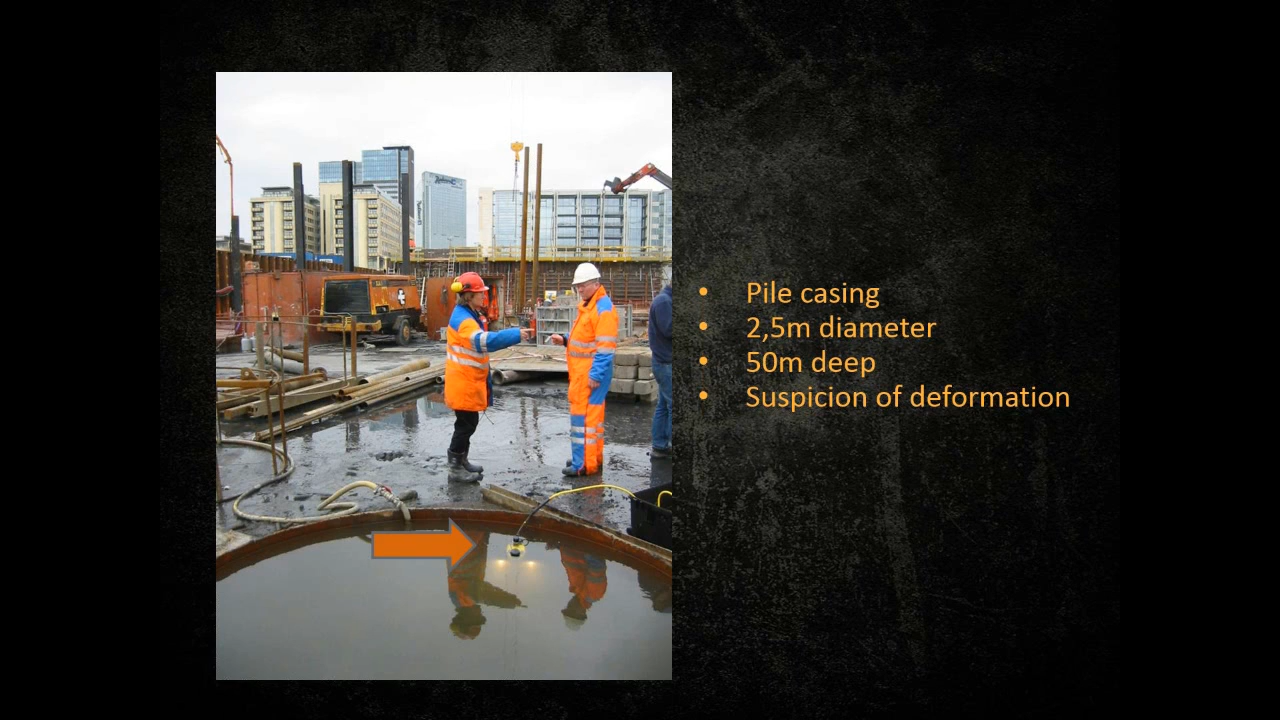 • Pile casing
• 2,5m diameter
• 50m deep
• Suspicion of deformation